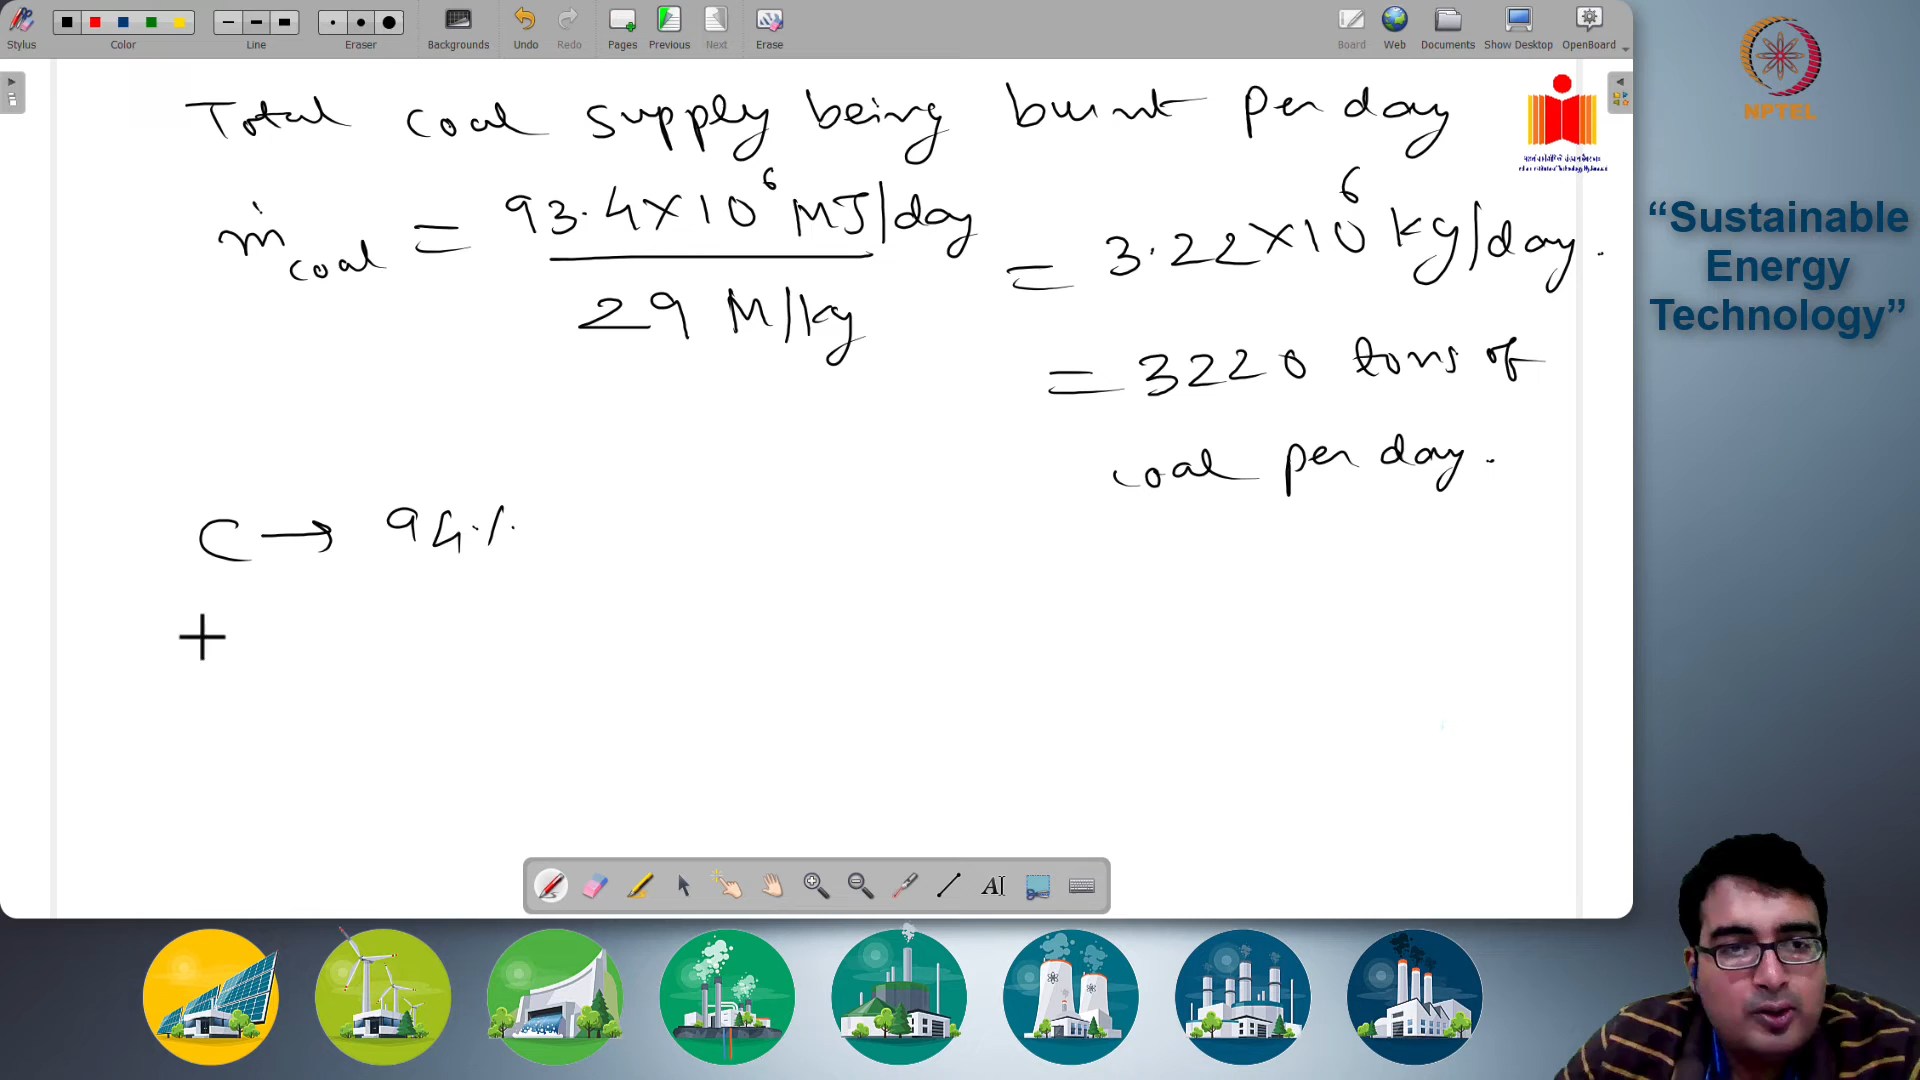 Stylus
Color
Line
Eraser
Backgrounds
Undo
Redo
Pages
Previous
Next
Erase
Board
Web
Documents
Show Desktop
OpenBoard
Total coal supply being burnt per day
ṁcoal = 93.4×10⁶ MJ/day / 29 M/kg = 3.22×10⁶ kg/day.
= 3220 tons of
coal per day.
C → 94%
NPTEL
“Sustainable
Energy
Technology”